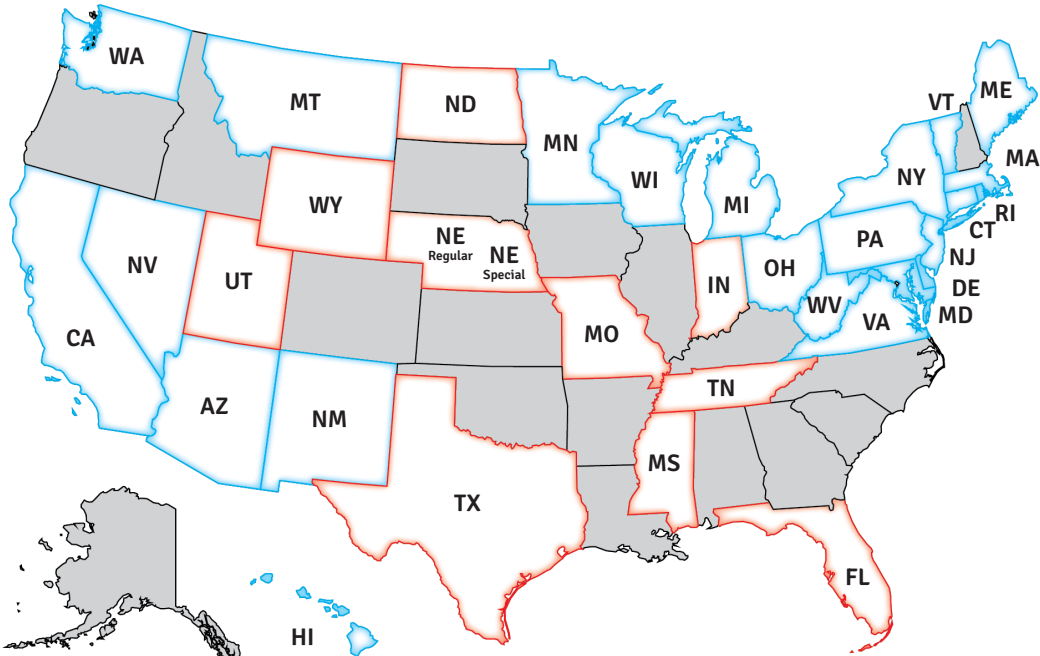 WA
MT
ND
MN
VT
ME
MA
WI
MI
NY
RI
CT
WY
NE
Regular
NE
Special
PA
NJ
NV
UT
IN
OH
DE
WV
MD
VA
CA
MO
TN
AZ
NM
MS
TX
FL
HI